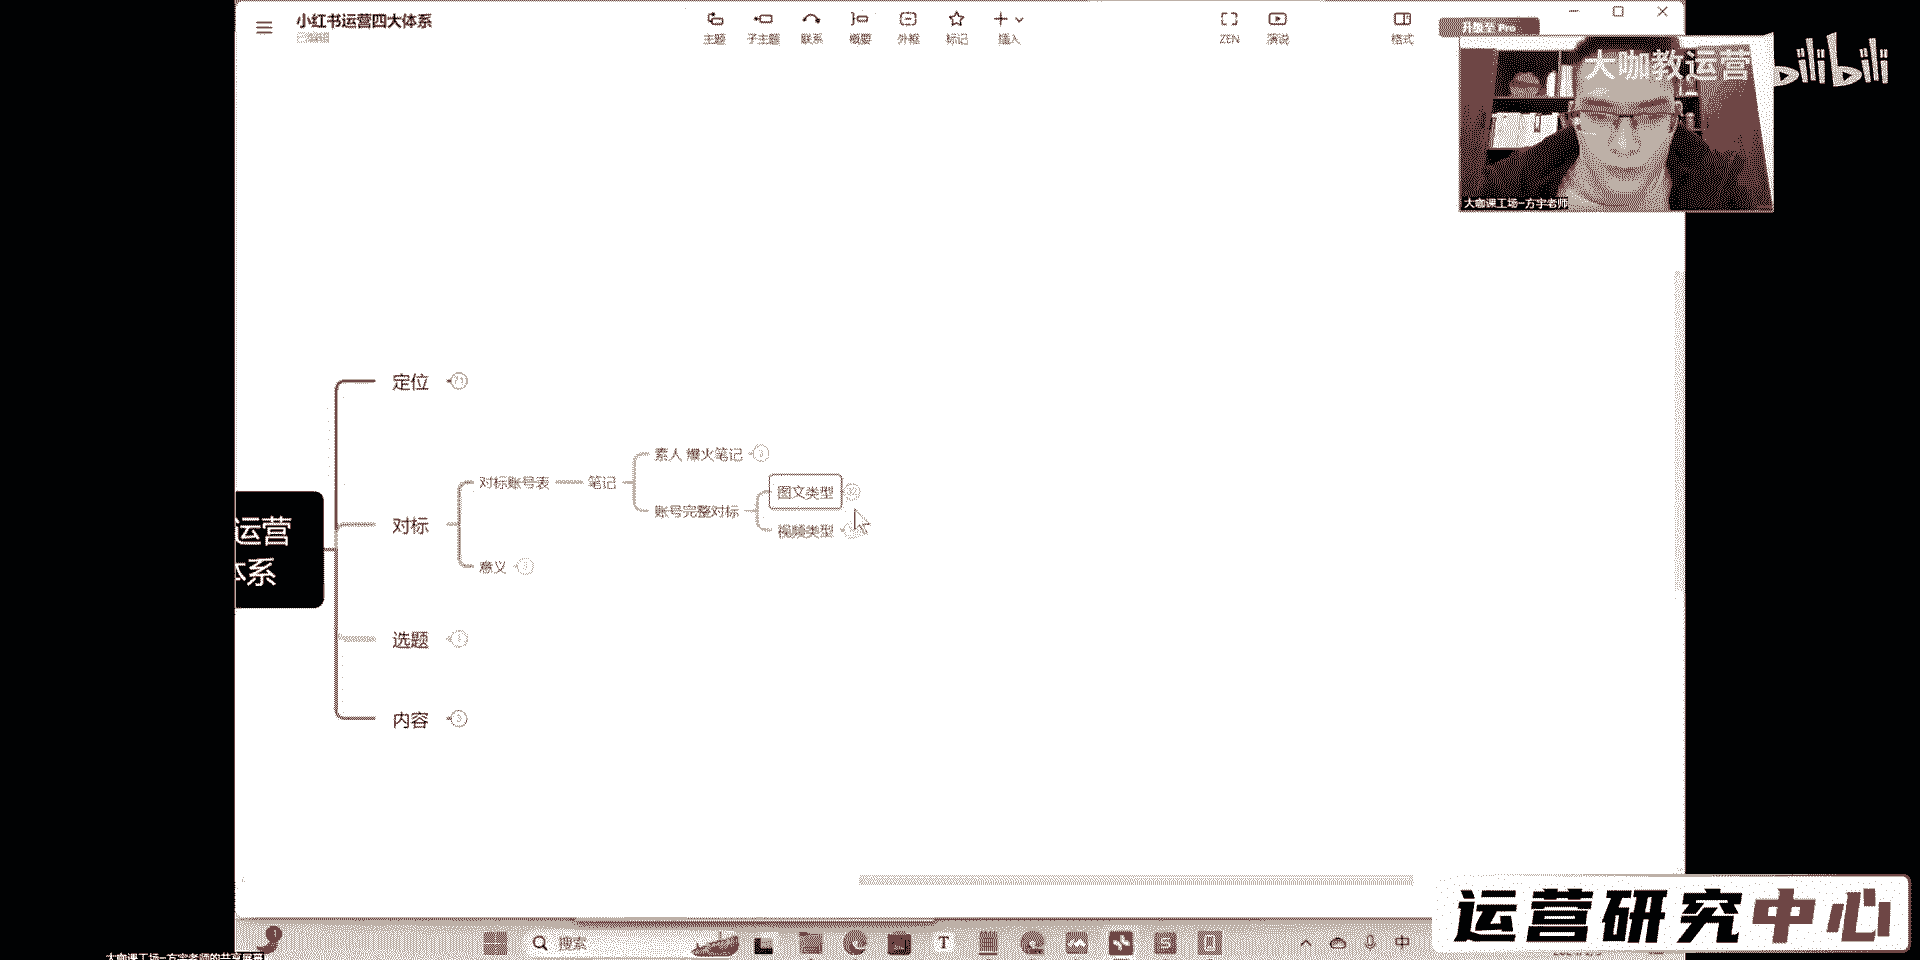 小红书运营四大体系
已编辑
主题
子主题
联系
概要
外框
标记
插入
ZEN
演说
格式
升级至 Pro
大咖教运营
bilibili
大咖课工场-方宇老师
定位
71
素人 爆火笔记
3
对标账号表
笔记
图文类型
32
账号完整对标
视频类型
对标
运营
体系
意义
选题
内容
3
搜索
中
运营研究中心
大咖课工场-方宇老师的共享屏幕